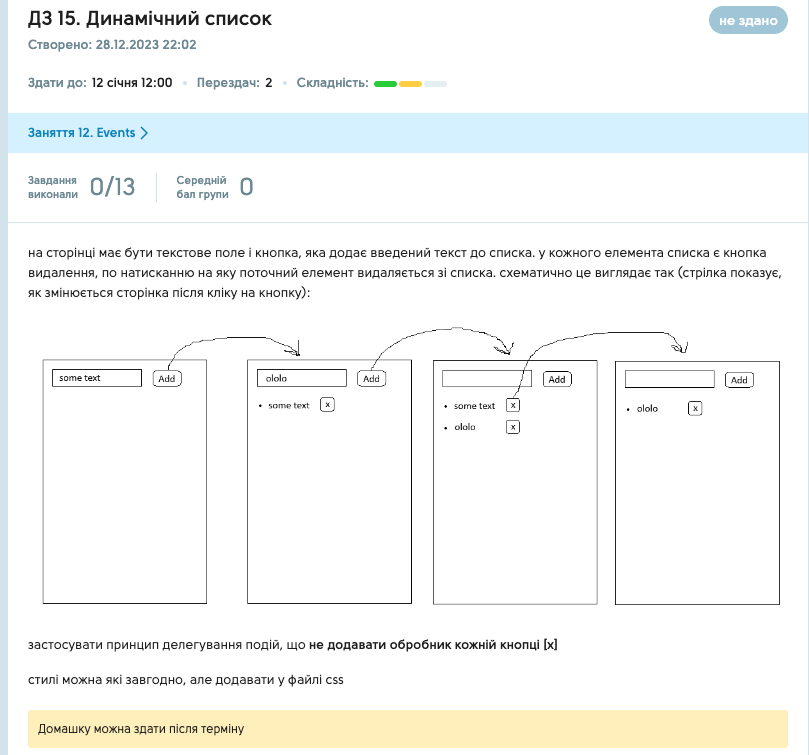 ДЗ 15. Динамічний список
не здано
Створено: 28.12.2023 22:02
Здати до: 12 січня 12:00 • Перездач: 2 • Складність:
Заняття 12. Events
Завдання виконали 0/13
Середній бал групи 0
на сторінці має бути текстове поле і кнопка, яка додає введений текст до списка. у кожного елемента списка є кнопка
видалення, по натисканню на яку поточний елемент видаляється зі списка. схематично це виглядає так (стрілка показує,
як змінюється сторінка після кліку на кнопку):
some text Add
ololo Add
• some text x
Add
• some text x
• ololo x
Add
• ololo x
застосувати принцип делегування подій, що не додавати обробник кожній кнопці [x]
стилі можна які завгодно, але додавати у файлі css
Домашку можна здати після терміну